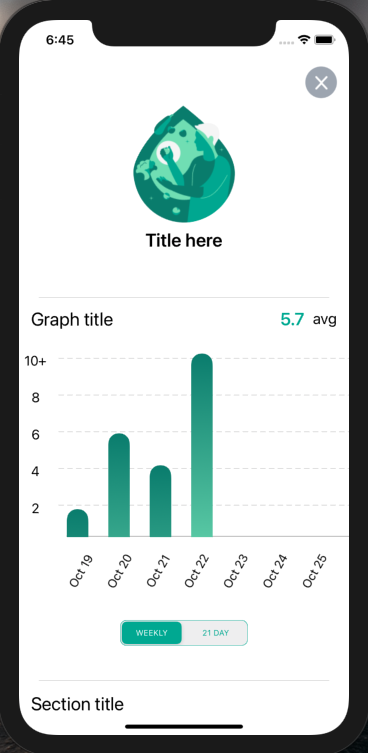 6:45
Title here
Graph title 5.7 avg
10+
8
6
4
2
Oct 19 Oct 20 Oct 21 Oct 22 Oct 23 Oct 24 Oct 25
WEEKLY 21 DAY
Section title